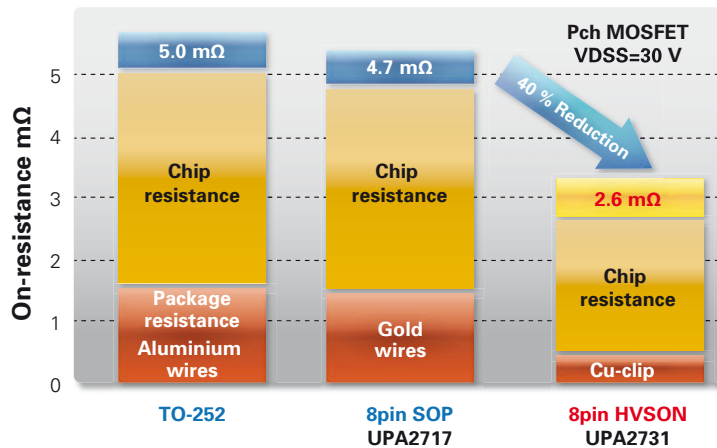 Pch MOSFET
VDSS=30 V
On-resistance mΩ
5
4
3
2
1
0
5.0 mΩ
Chip
resistance
Package
resistance
Aluminium
wires
TO-252
4.7 mΩ
Chip
resistance
Gold
wires
8pin SOP
UPA2717
40 % Reduction
2.6 mΩ
Chip
resistance
Cu-clip
8pin HVSON
UPA2731